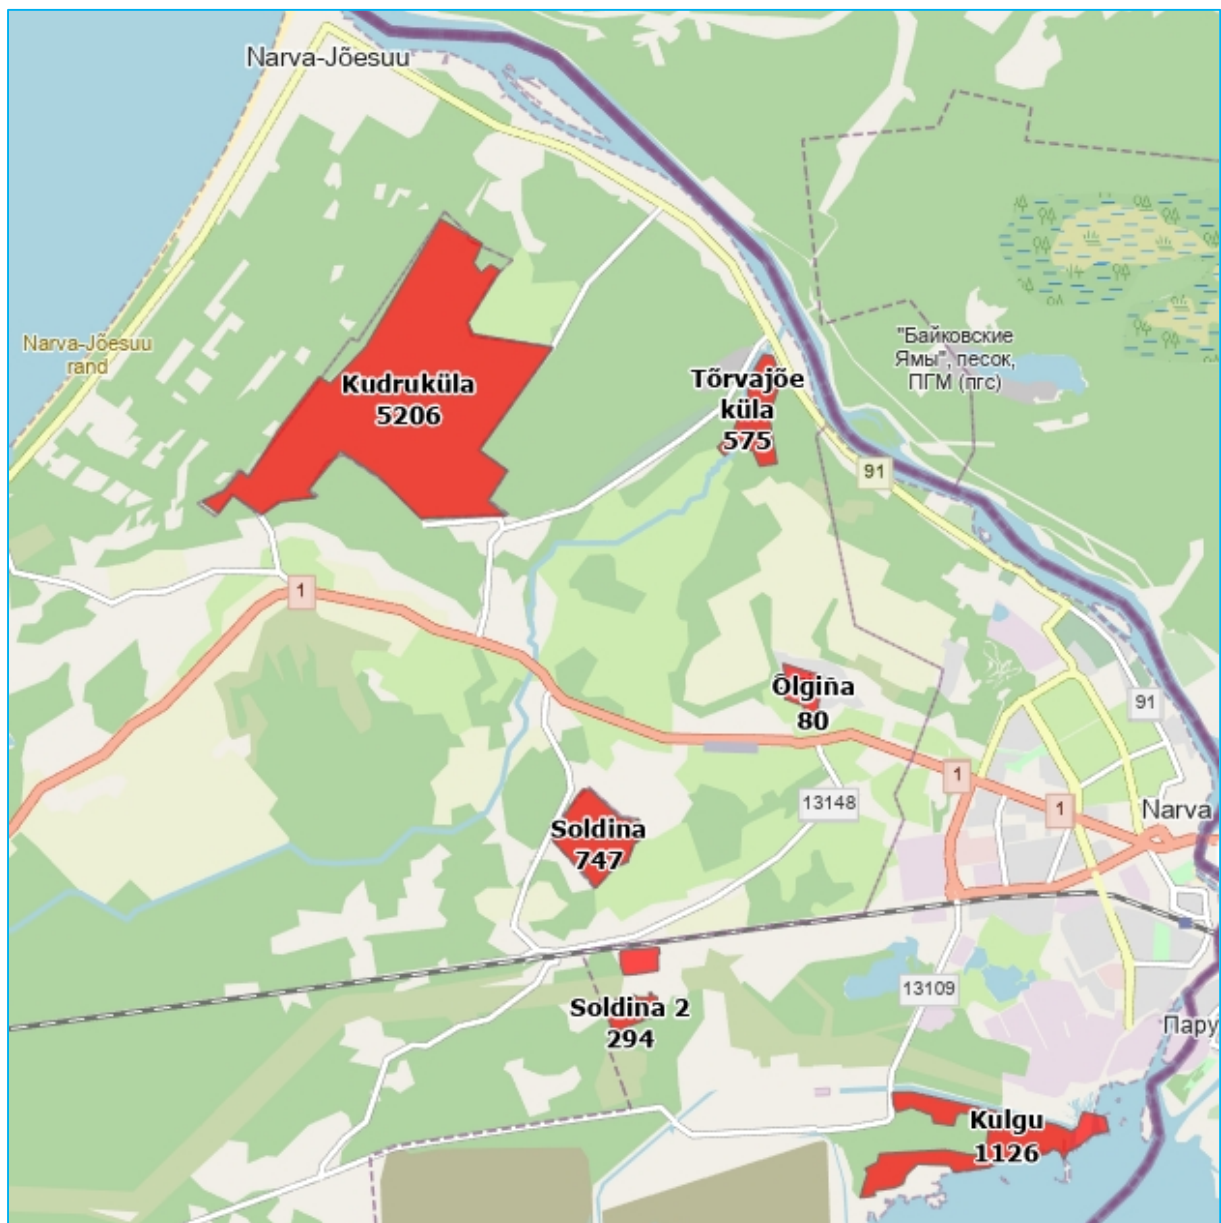 Narva-Jõesuu
Narva-Jõesuu
rand
"Байковские
Ямы", песок,
ПГМ (пгс)
Kudruküla
5206
Tõrvajõe
küla
575
91
1
Olgina
80
91
1
13148
1
Narva
Soldina
747
13109
Soldina 2
294
Пару
Kulgu
1126